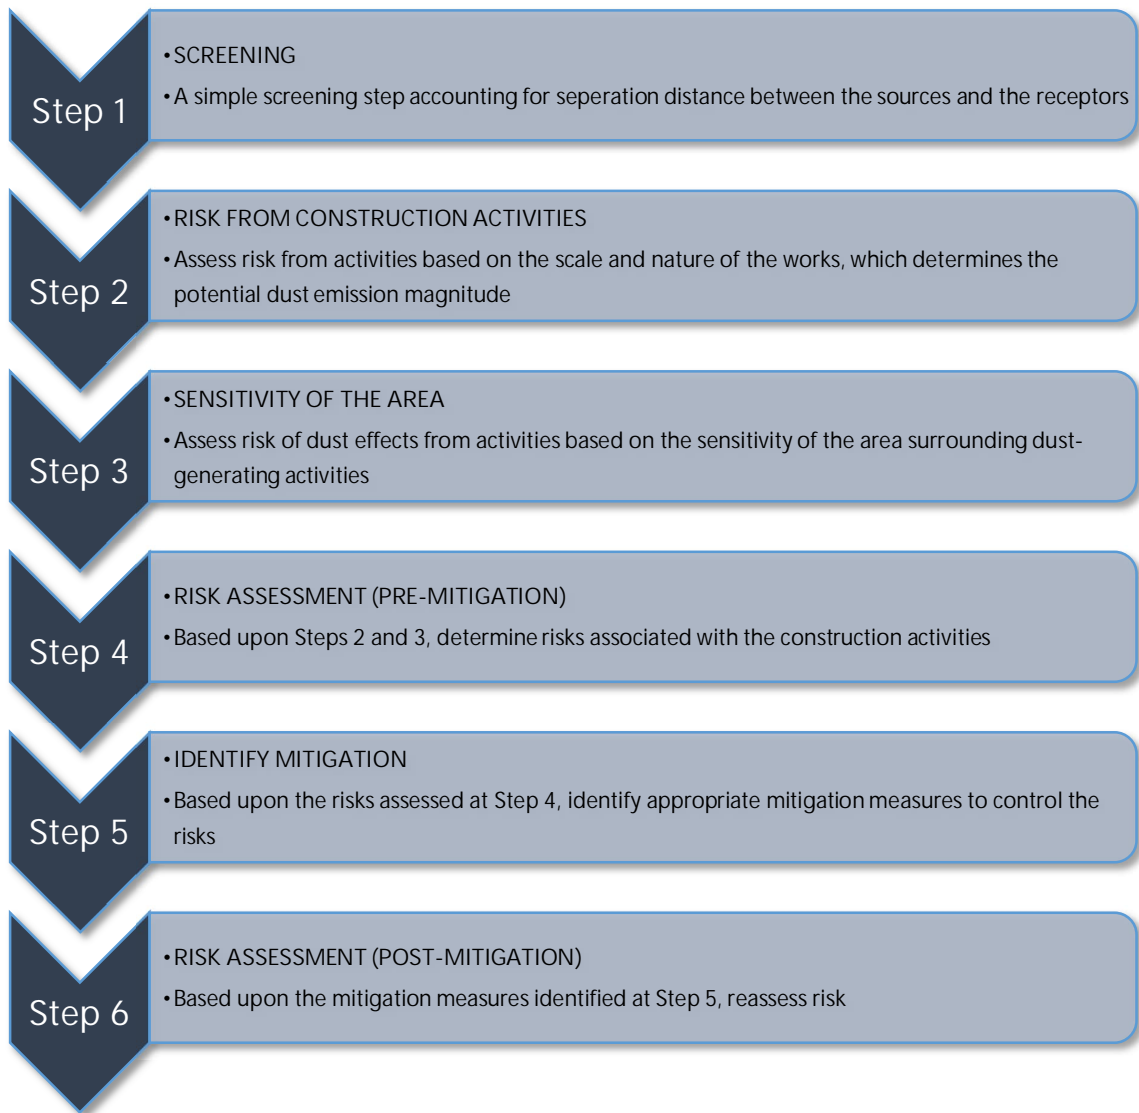 Step 1
•SCREENING
•A simple screening step accounting for seperation distance between the sources and the receptors
Step 2
•RISK FROM CONSTRUCTION ACTIVITIES
•Assess risk from activities based on the scale and nature of the works, which determines the
potential dust emission magnitude
Step 3
•SENSITIVITY OF THE AREA
•Assess risk of dust effects from activities based on the sensitivity of the area surrounding dust-
generating activities
Step 4
•RISK ASSESSMENT (PRE-MITIGATION)
•Based upon Steps 2 and 3, determine risks associated with the construction activities
Step 5
•IDENTIFY MITIGATION
•Based upon the risks assessed at Step 4, identify appropriate mitigation measures to control the
risks
Step 6
•RISK ASSESSMENT (POST-MITIGATION)
•Based upon the mitigation measures identified at Step 5, reassess risk